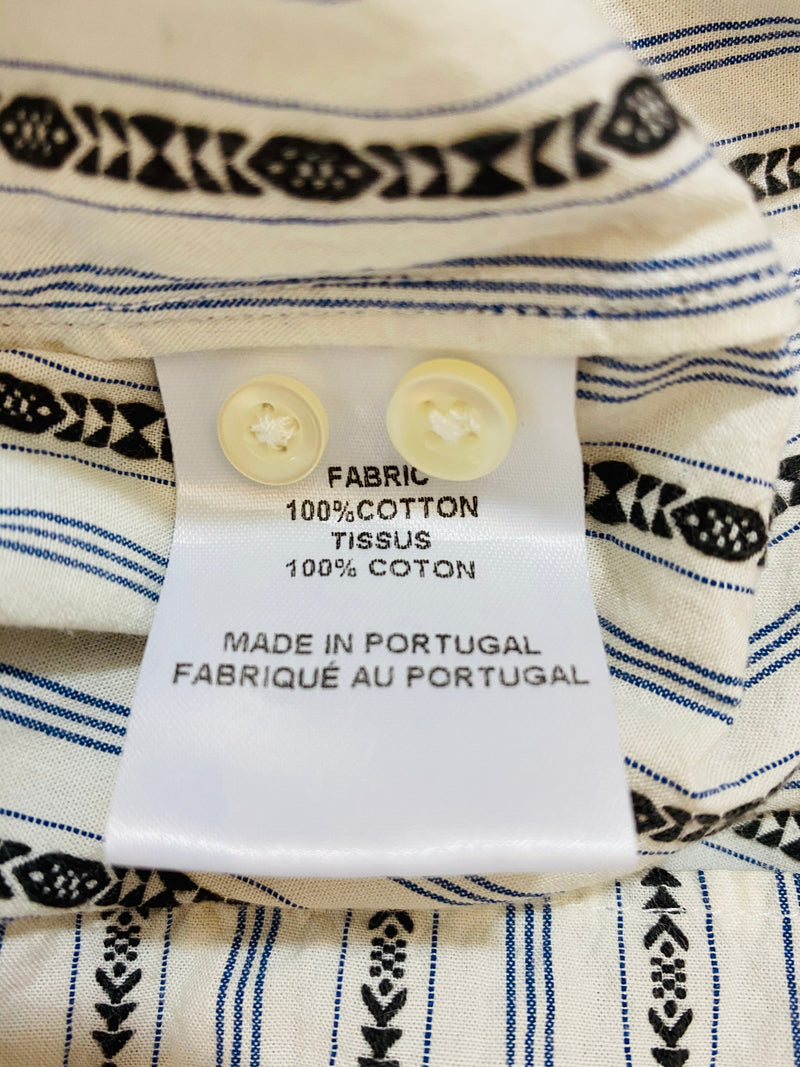 FABRIC
100%COTTON
TISSUS
100% COTON
MADE IN PORTUGAL
FABRIQUÉ AU PORTUGAL